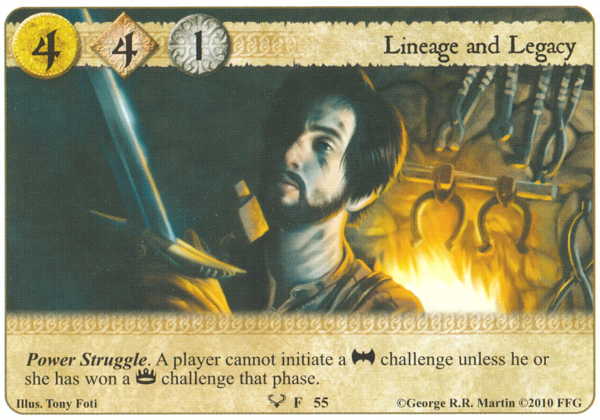 4 4 1 Lineage and Legacy
Power Struggle. A player cannot initiate a challenge unless he or
she has won a challenge that phase.
Illus. Tony Foti F 55 ©George R.R. Martin ©2010 FFG